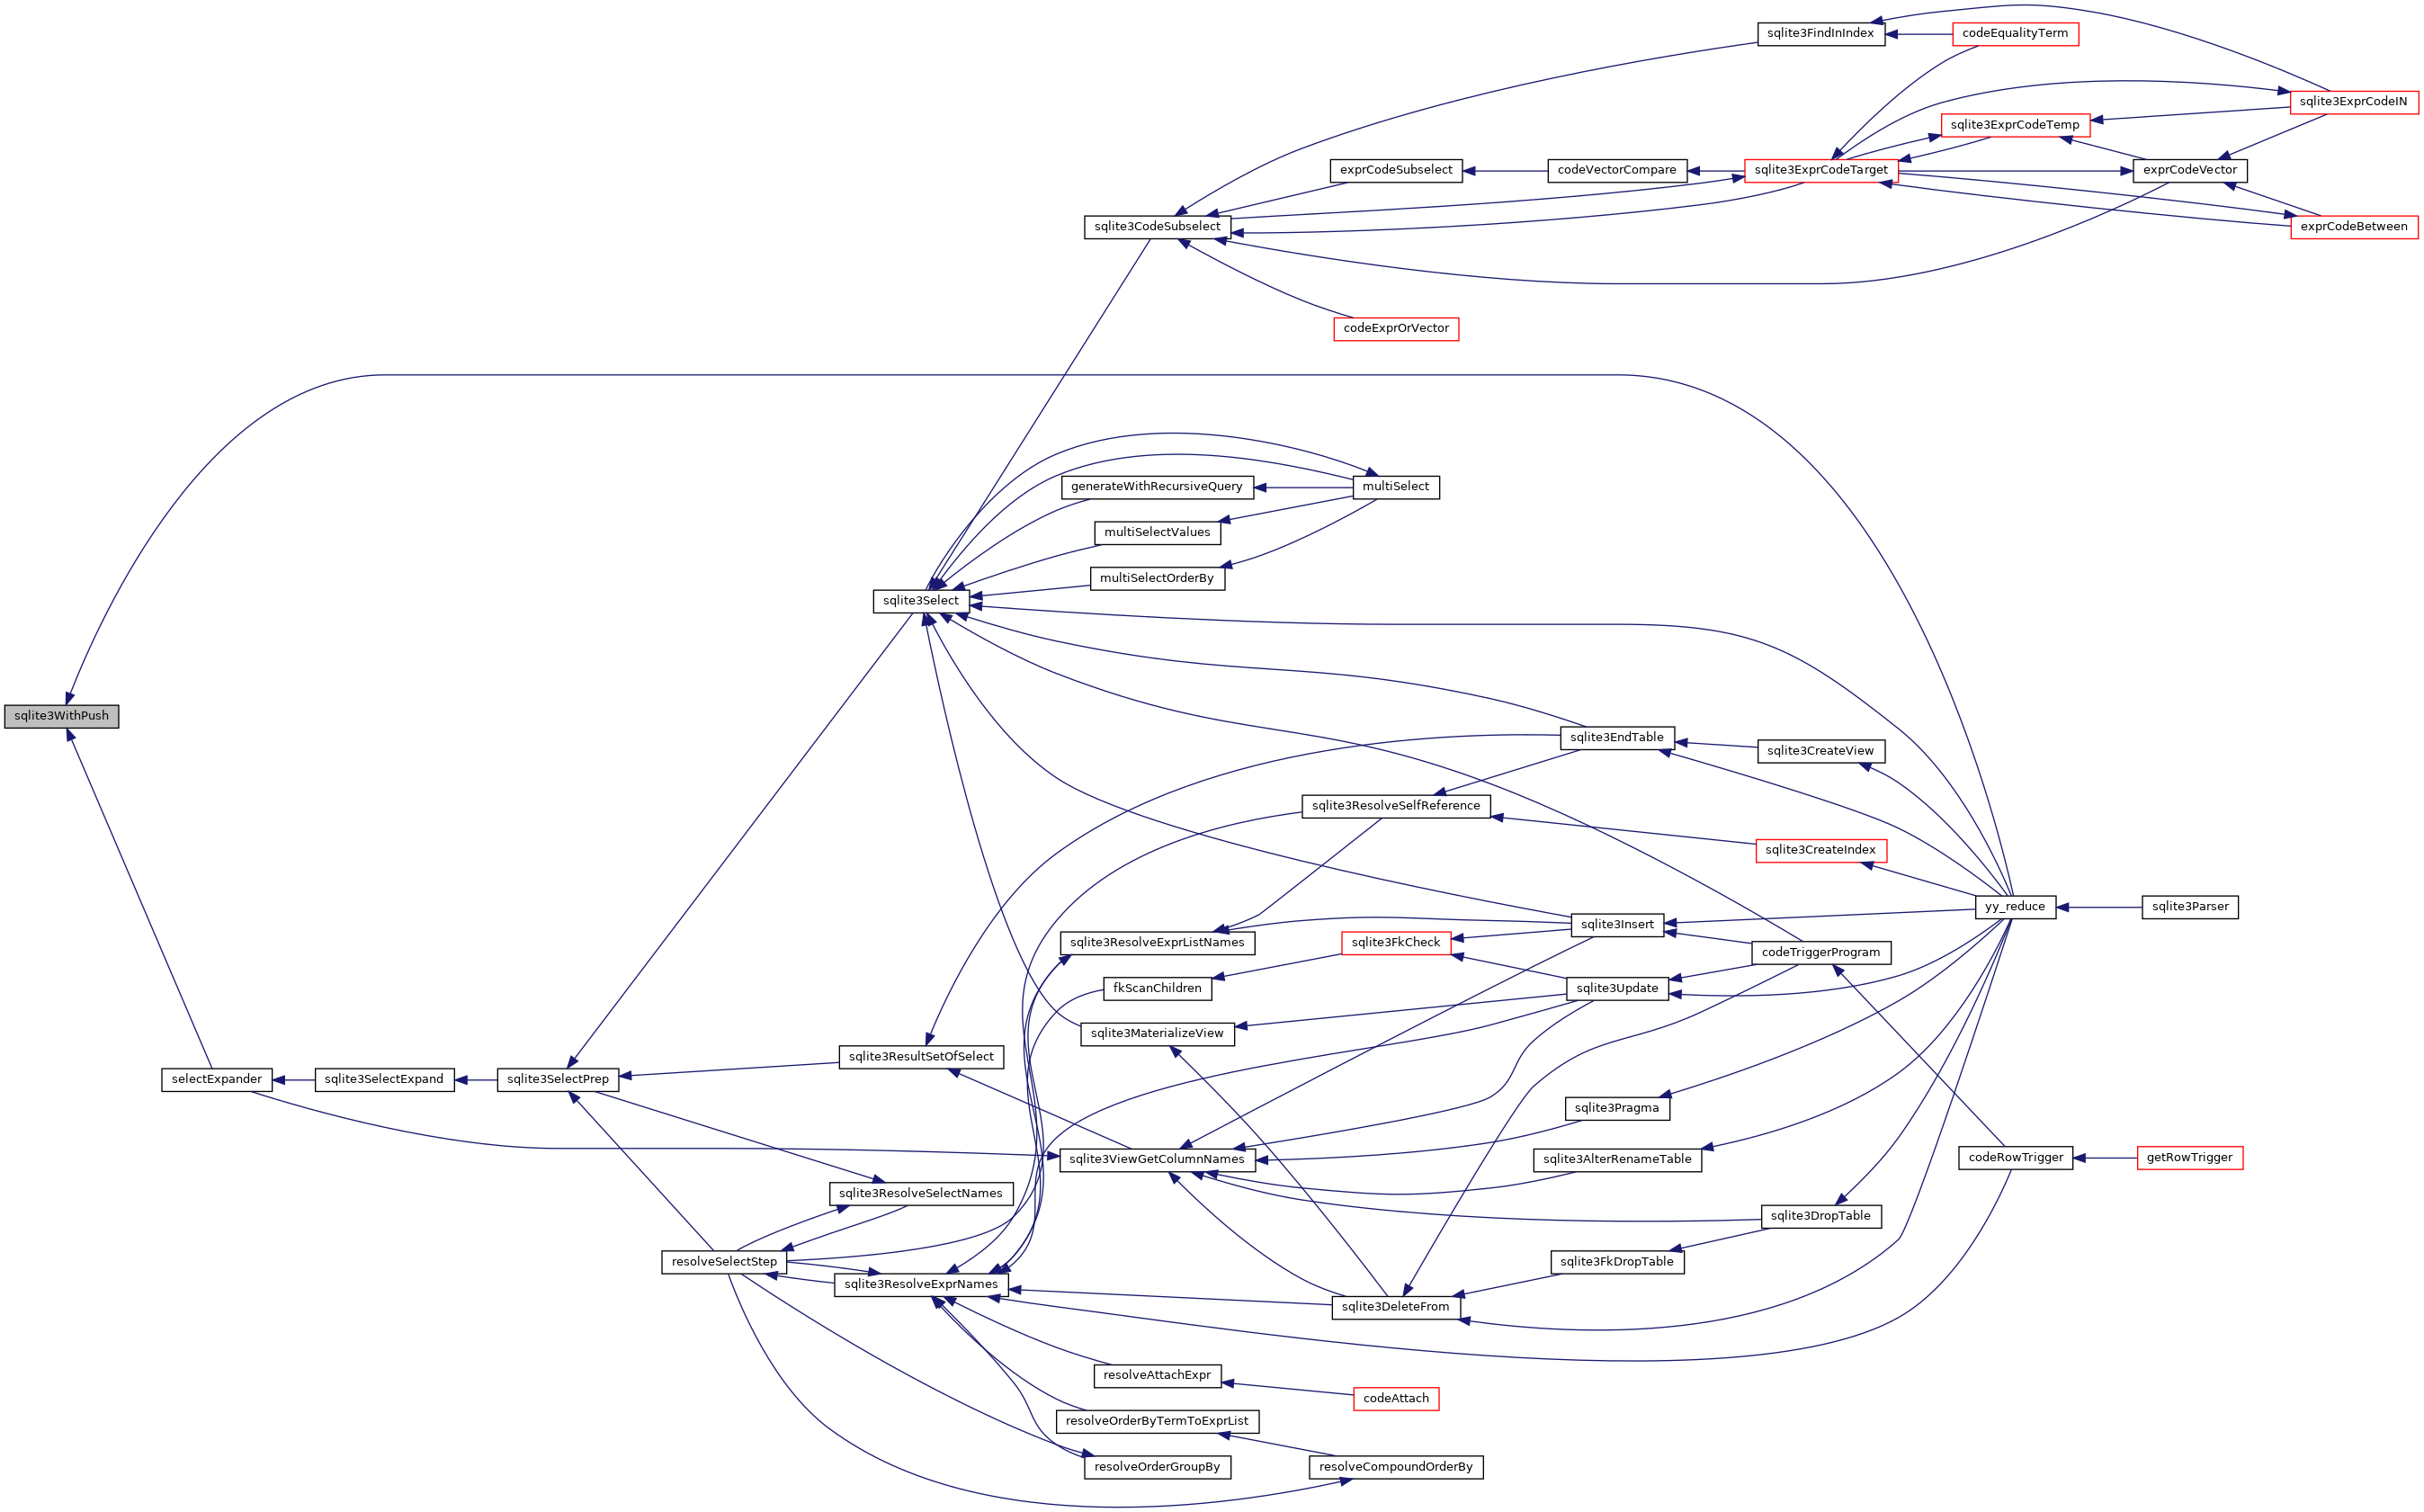 sqlite3FindInIndex
codeEqualityTerm
sqlite3ExprCodeIN
sqlite3ExprCodeTemp
exprCodeSubselect
codeVectorCompare
sqlite3ExprCodeTarget
exprCodeVector
sqlite3CodeSubselect
exprCodeBetween
codeExprOrVector
generateWithRecursiveQuery
multiSelect
multiSelectValues
multiSelectOrderBy
sqlite3Select
sqlite3WithPush
sqlite3EndTable
sqlite3CreateView
sqlite3ResolveSelfReference
sqlite3CreateIndex
yy_reduce
sqlite3Parser
sqlite3Insert
sqlite3ResolveExprListNames
sqlite3FkCheck
codeTriggerProgram
fkScanChildren
sqlite3Update
sqlite3MaterializeView
sqlite3ResultSetOfSelect
selectExpander
sqlite3SelectExpand
sqlite3SelectPrep
sqlite3Pragma
sqlite3ViewGetColumnNames
sqlite3AlterRenameTable
codeRowTrigger
getRowTrigger
sqlite3ResolveSelectNames
sqlite3DropTable
resolveSelectStep
sqlite3FkDropTable
sqlite3ResolveExprNames
sqlite3DeleteFrom
resolveAttachExpr
codeAttach
resolveOrderByTermToExprList
resolveOrderGroupBy
resolveCompoundOrderBy